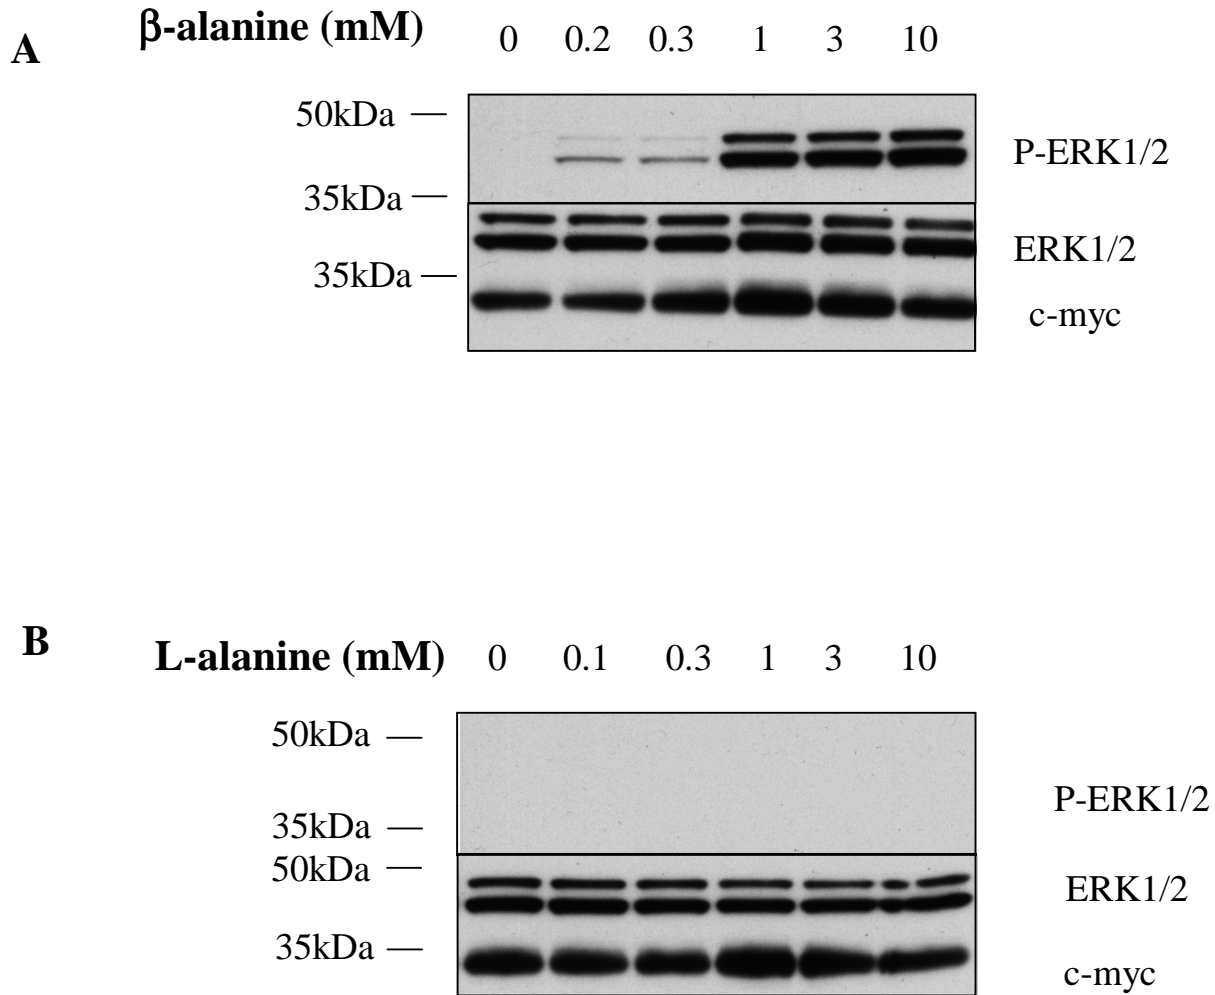 A
β-alanine (mM) 0 0.2 0.3 1 3 10
50kDa
P-ERK1/2
35kDa
ERK1/2
35kDa
c-myc
B
L-alanine (mM) 0 0.1 0.3 1 3 10
50kDa
P-ERK1/2
35kDa
50kDa
ERK1/2
35kDa
c-myc